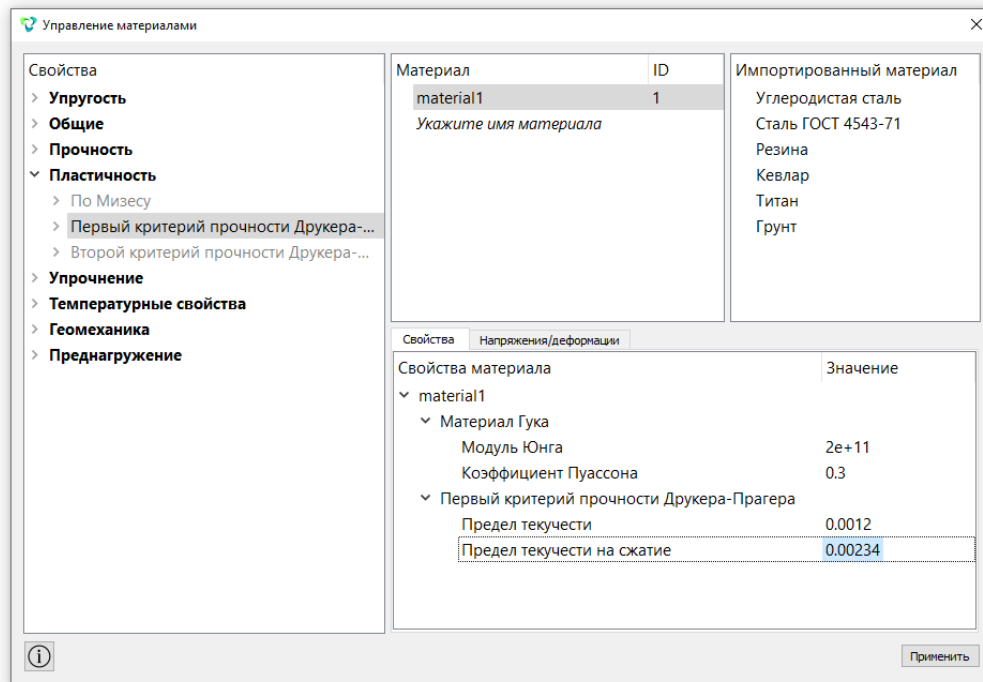 Управление материалами
Свойства
Упругость
Общие
Прочность
Пластичность
По Мизесу
Первый критерий прочности Друкера-...
Второй критерий прочности Друкера-...
Упрочнение
Температурные свойства
Геомеханика
Преднагружение
Материал ID
material1 1
Укажите имя материала
Импортированный материал
Углеродистая сталь
Сталь ГОСТ 4543-71
Резина
Кевлар
Титан
Грунт
Свойства Напряжения/деформации
Свойства материала Значение
material1
Материал Гука
Модуль Юнга 2e+11
Коэффициент Пуассона 0.3
Первый критерий прочности Друкера-Прагера
Предел текучести 0.0012
Предел текучести на сжатие 0.00234
Применить